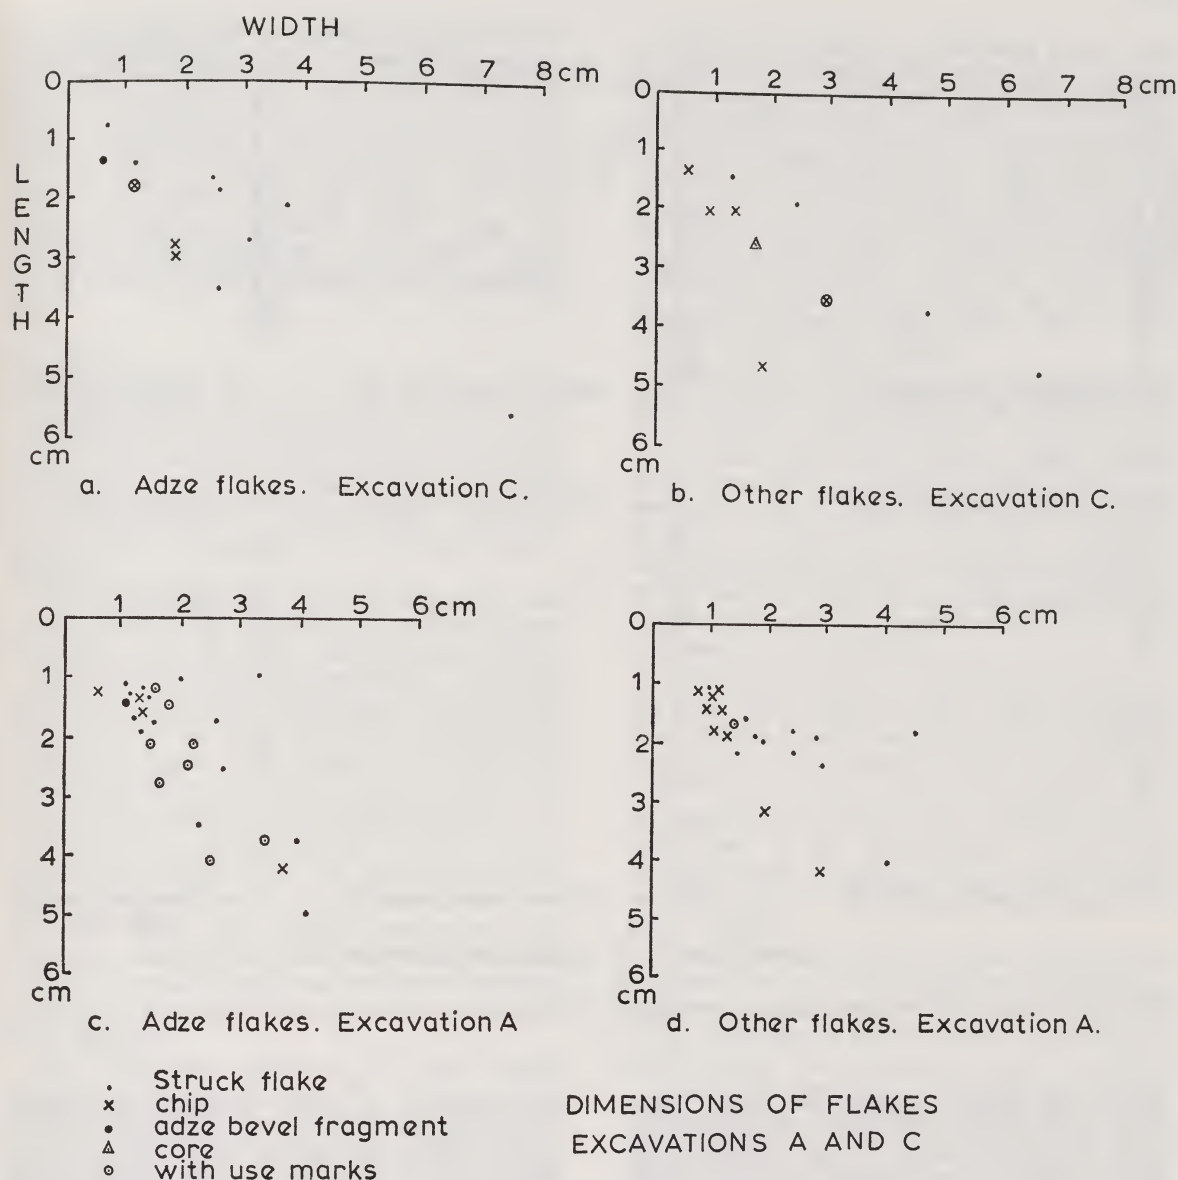 WIDTH
0 1 2 3 4 5 6 7 8 cm
1
2
3
4
5
6
cm
LENGTH
a. Adze flakes. Excavation C.
0 1 2 3 4 5 6 7 8 cm
1
2
3
4
5
6
cm
b. Other flakes. Excavation C.
0 1 2 3 4 5 6 cm
1
2
3
4
5
6
cm
c. Adze flakes. Excavation A
0 1 2 3 4 5 6 cm
1
2
3
4
5
6
cm
d. Other flakes. Excavation A.
Struck flake
chip
adze bevel fragment
core
with use marks
DIMENSIONS OF FLAKES
EXCAVATIONS A AND C